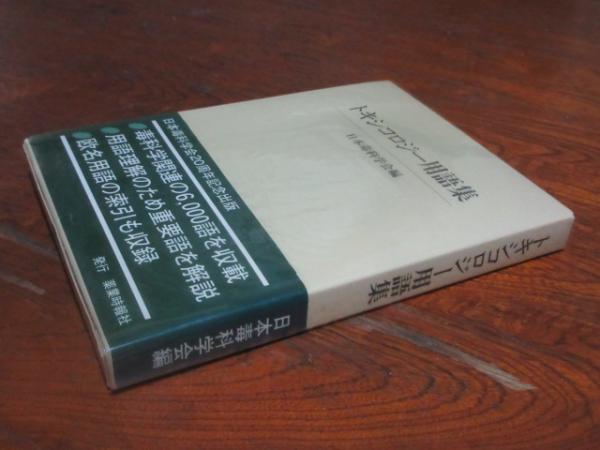 トキシコロジー用語集
日本毒科学会編
日本毒科学会20周年記念出版
●毒科学関連の6,000語を収載
●用語理解のため重要語を解説
●医名用語の索引も収録
発行 薬業時報社
トキシコロジー用語集
日本毒科学会編